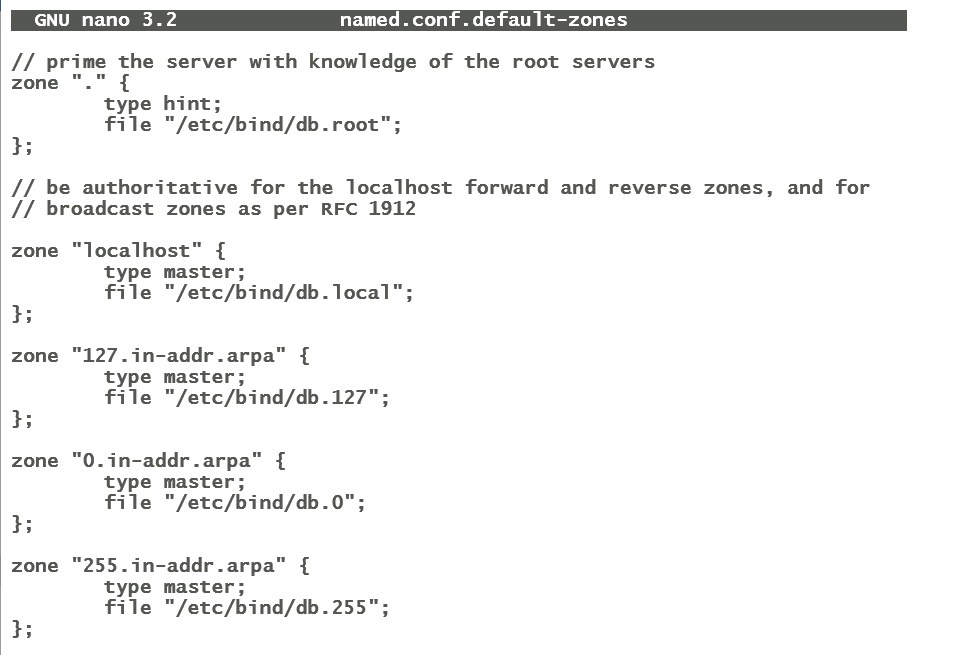 GNU nano 3.2 named.conf.default-zones
// prime the server with knowledge of the root servers
zone "." {
type hint;
file "/etc/bind/db.root";
};
// be authoritative for the localhost forward and reverse zones, and for
// broadcast zones as per RFC 1912
zone "localhost" {
type master;
file "/etc/bind/db.local";
};
zone "127.in-addr.arpa" {
type master;
file "/etc/bind/db.127";
};
zone "0.in-addr.arpa" {
type master;
file "/etc/bind/db.0";
};
zone "255.in-addr.arpa" {
type master;
file "/etc/bind/db.255";
};